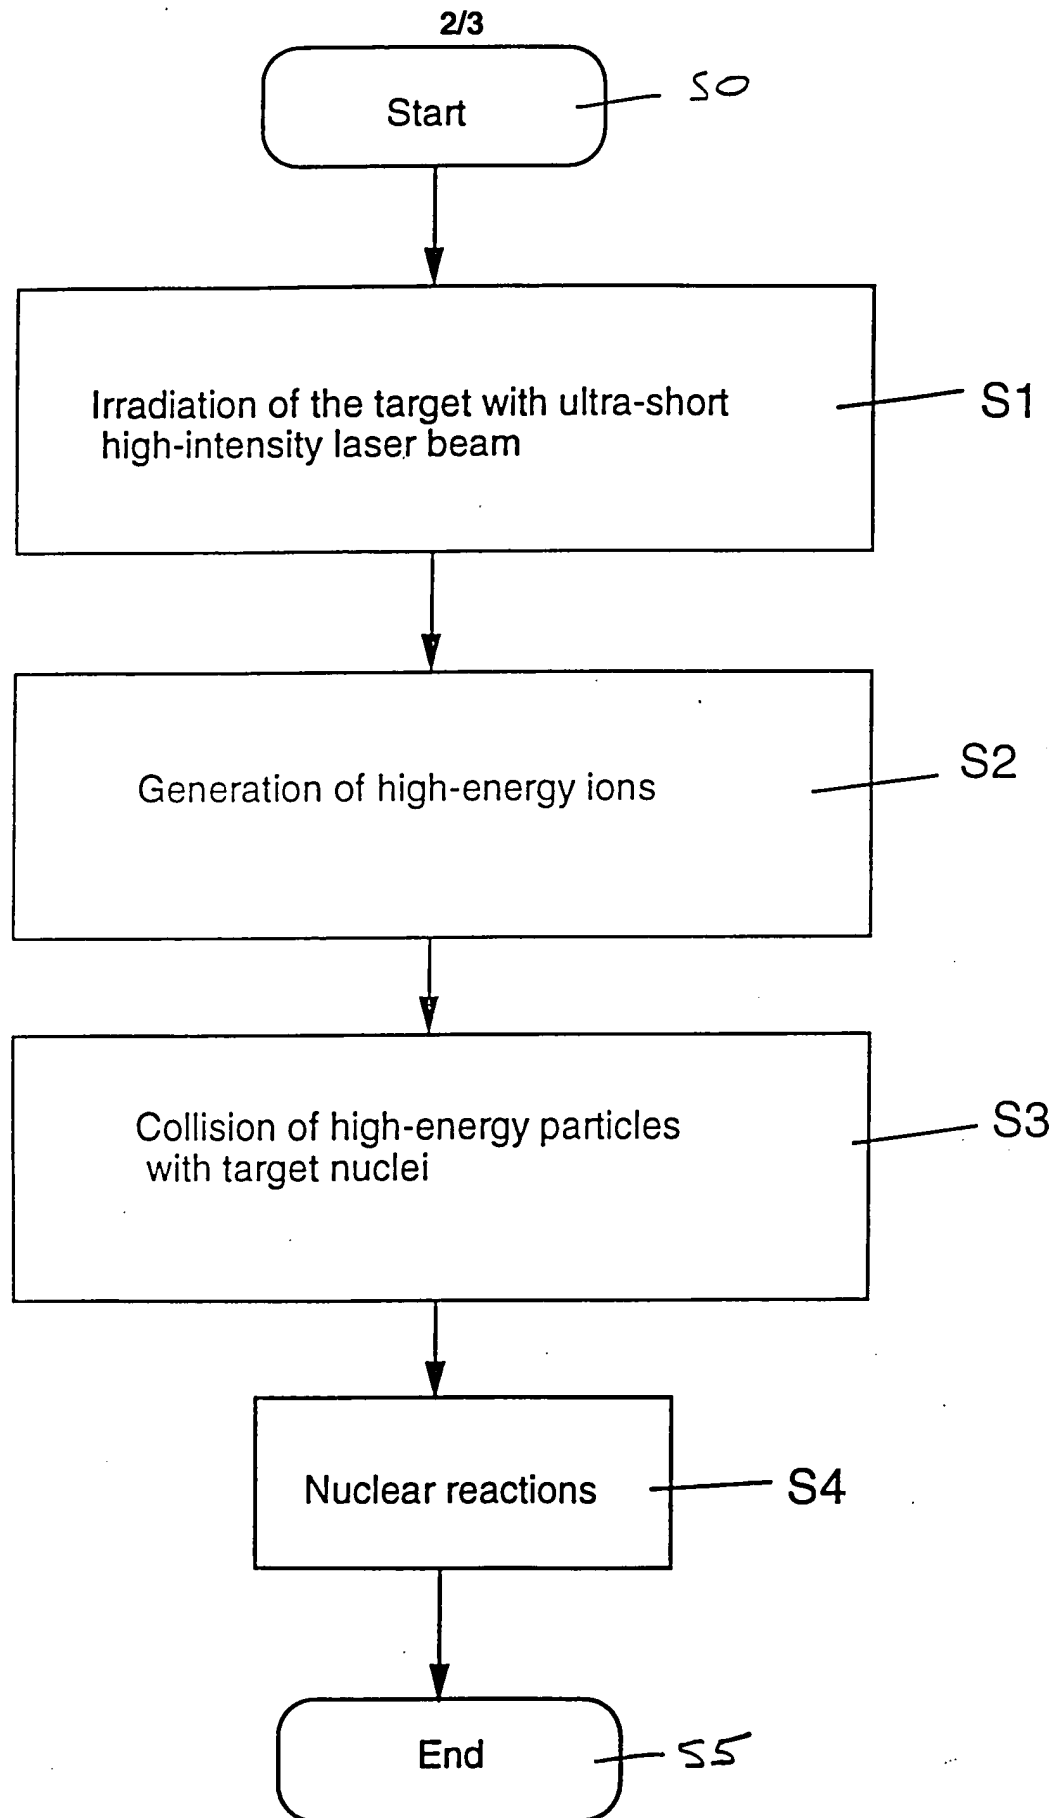 2/3
Start
S0
Irradiation of the target with ultra-short
high-intensity laser beam
S1
Generation of high-energy ions
S2
Collision of high-energy particles
with target nuclei
S3
Nuclear reactions
S4
End
S5